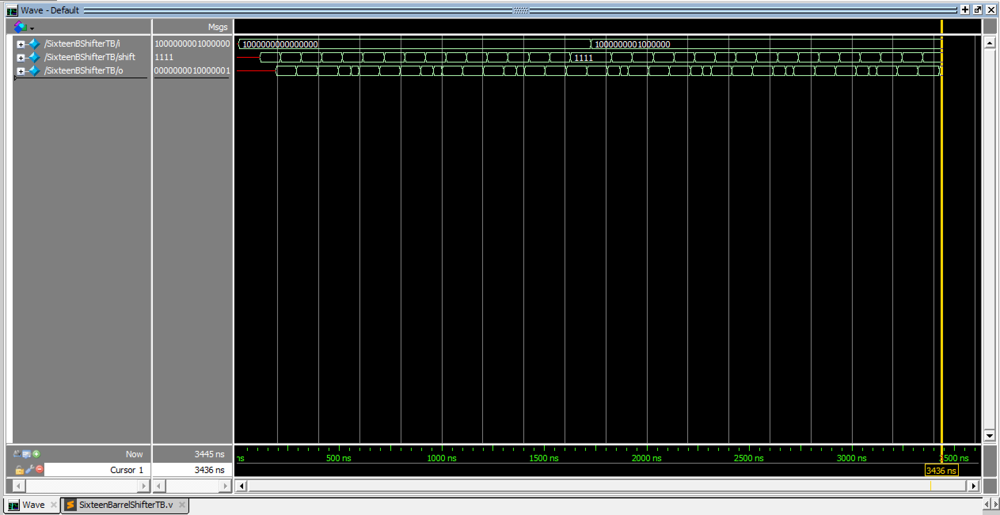 Wave - Default
Msgs
/SixteenBShifterTB/i 1000000001000000 1000000000000000 1000000001000000
/SixteenBShifterTB/shift 1111 1111
/SixteenBShifterTB/o 0000000010000001
Now 3445 ns ns 500 ns 1000 ns 1500 ns 2000 ns 2500 ns 3000 ns 3500 ns
Cursor 1 3436 ns 3436 ns
Wave SixteenBarrelShifterTB.v